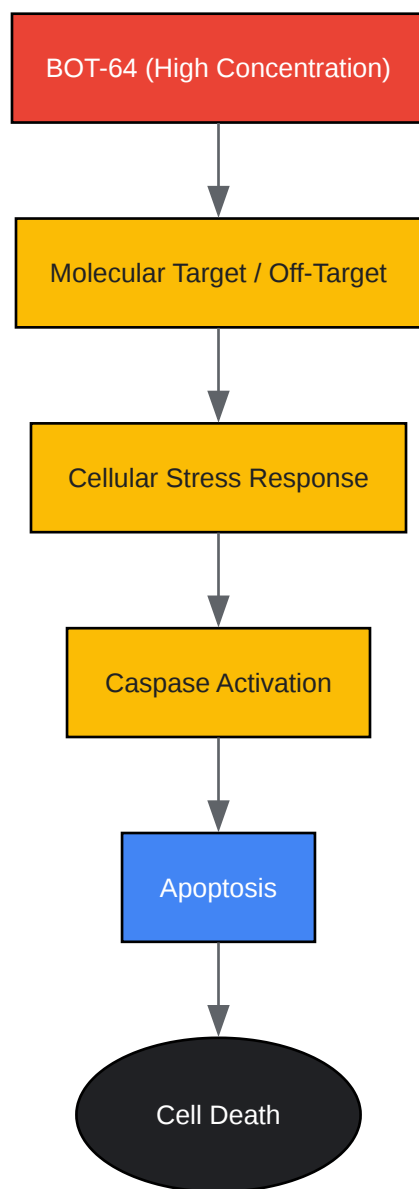 BOT-64 (High Concentration)
Molecular Target / Off-Target
Cellular Stress Response
Caspase Activation
Apoptosis
Cell Death